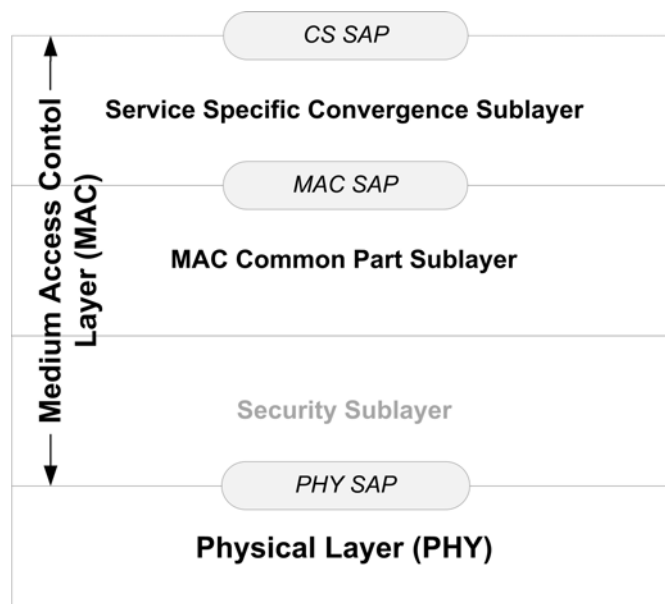 CS SAP
Service Specific Convergence Sublayer
MAC SAP
MAC Common Part Sublayer
Medium Access Contol
Layer (MAC)
Security Sublayer
PHY SAP
Physical Layer (PHY)